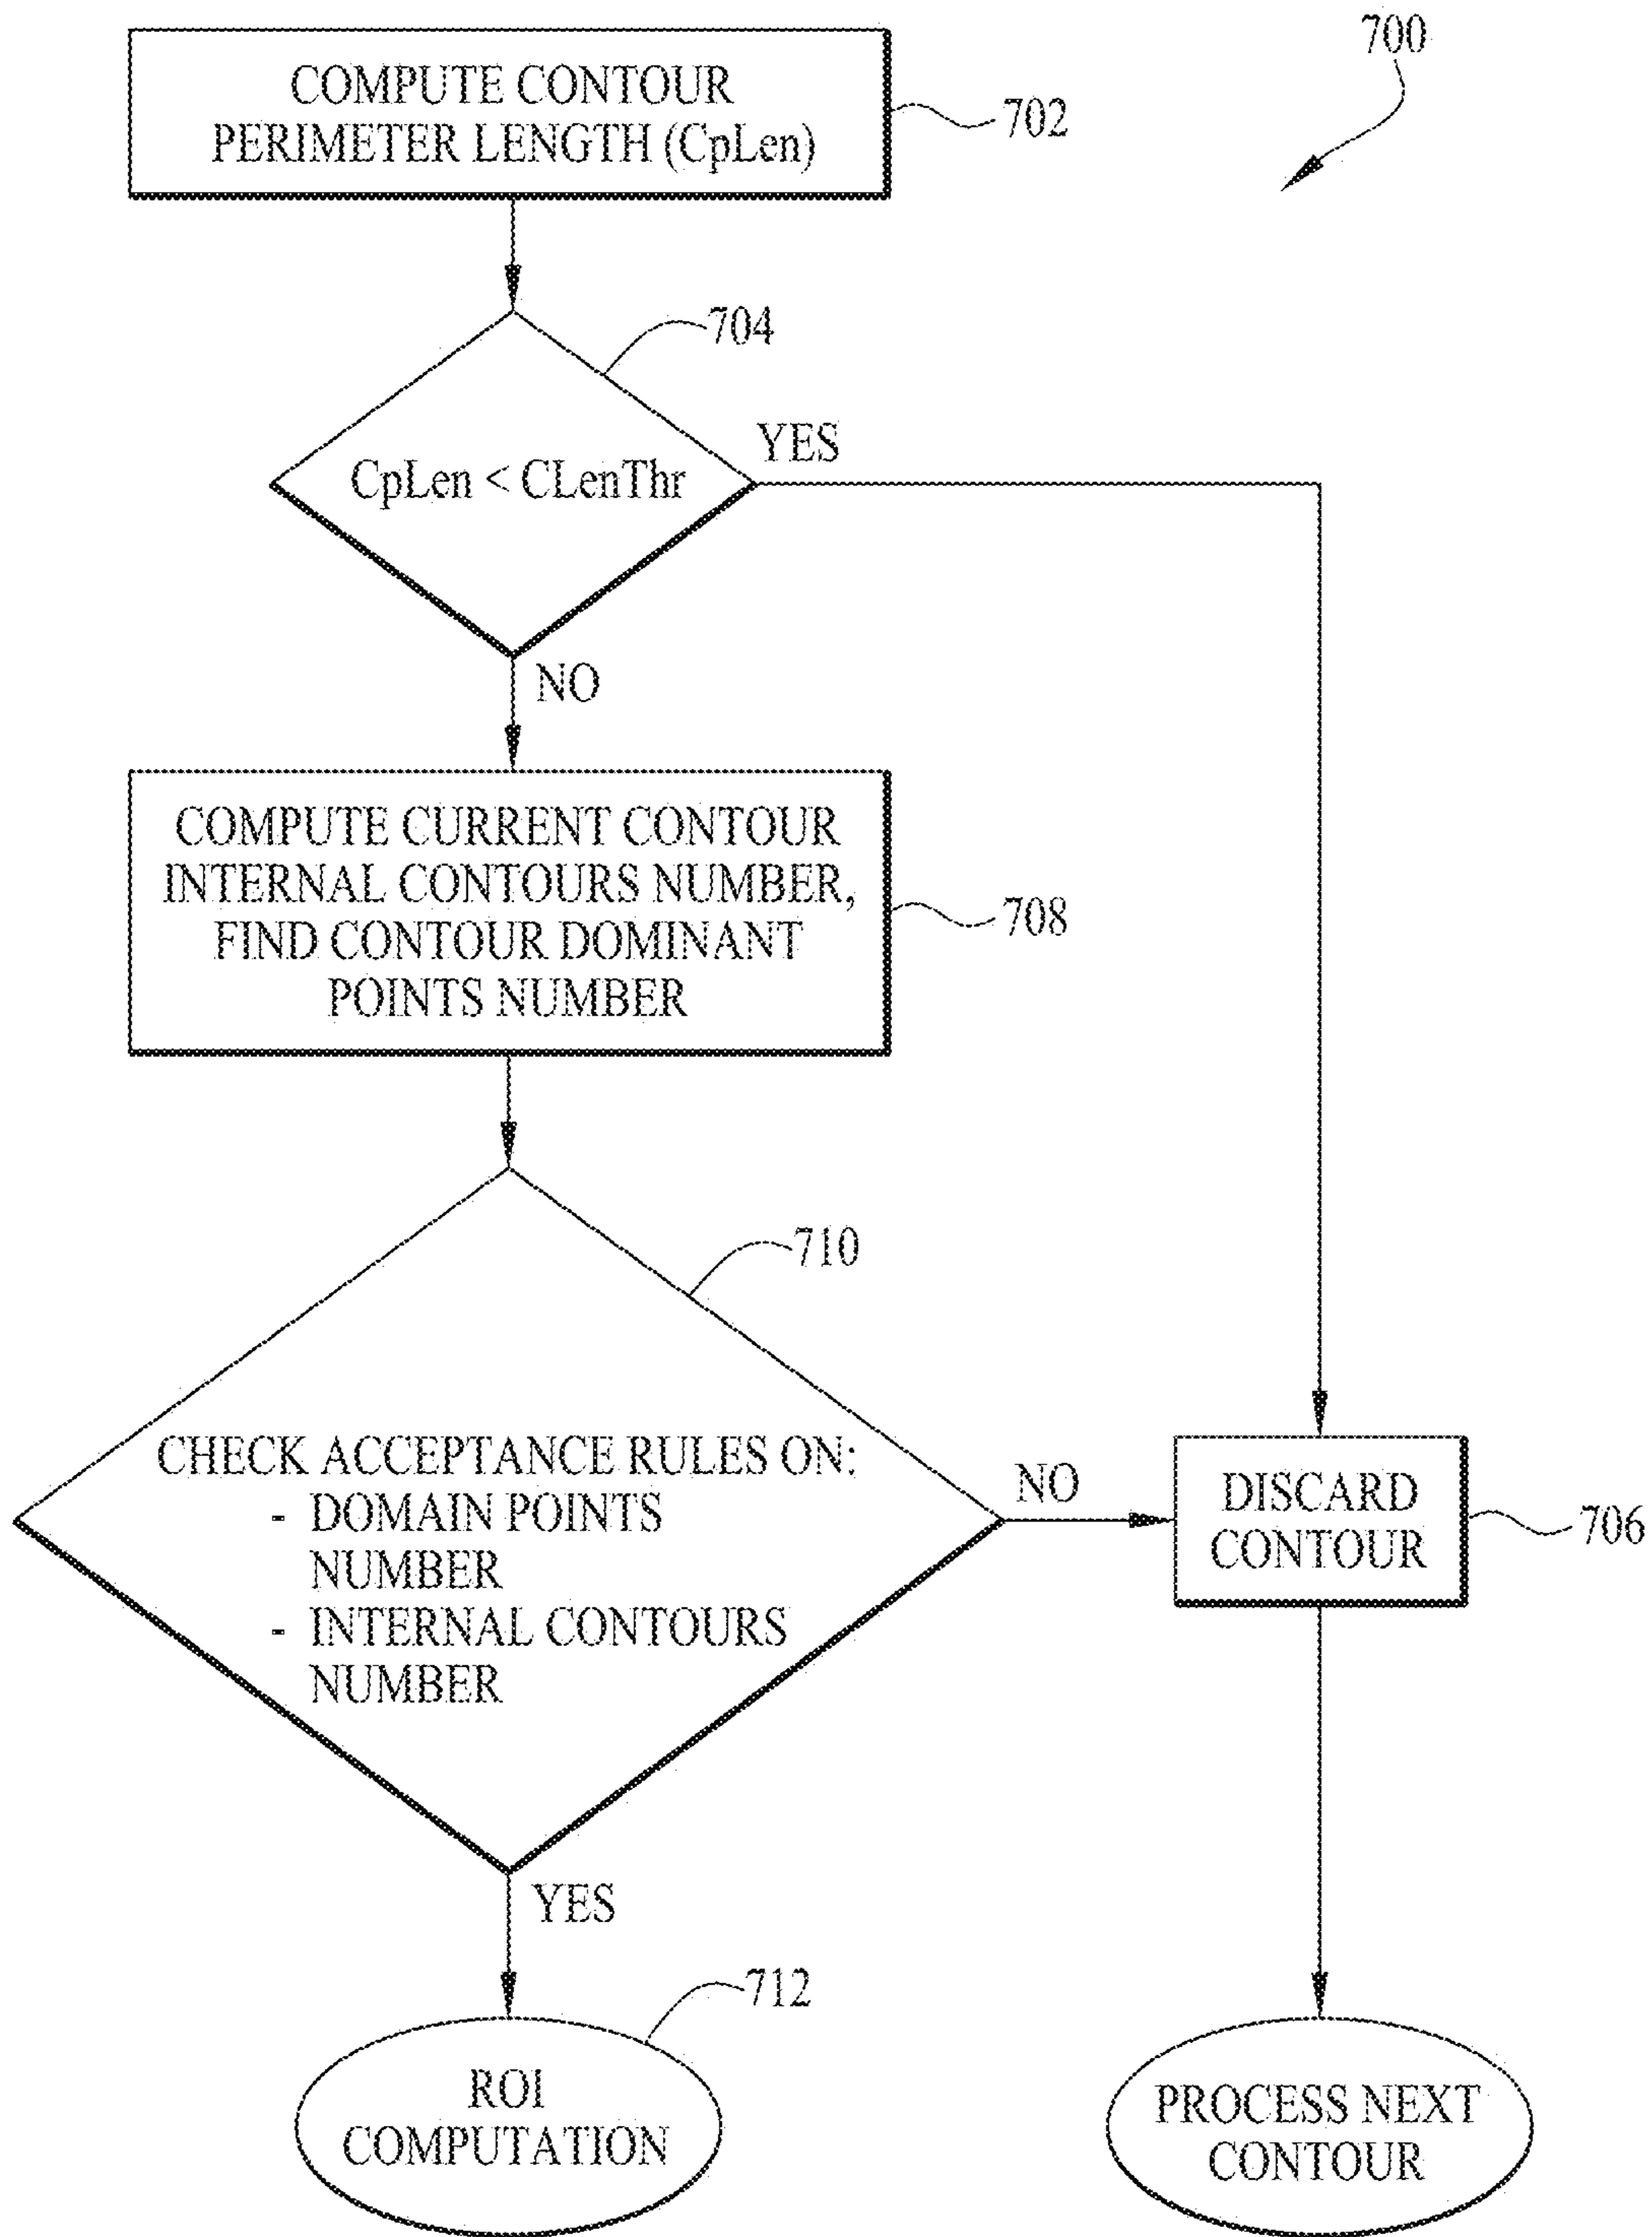 700
COMPUTE CONTOUR
PERIMETER LENGTH (CpLen)
702
704
CpLen < CLenThr
YES
NO
COMPUTE CURRENT CONTOUR
INTERNAL CONTOURS NUMBER,
FIND CONTOUR DOMINANT
POINTS NUMBER
708
710
CHECK ACCEPTANCE RULES ON:
- DOMAIN POINTS
NUMBER
- INTERNAL CONTOURS
NUMBER
NO
DISCARD
CONTOUR
706
YES
712
ROI
COMPUTATION
PROCESS NEXT
CONTOUR